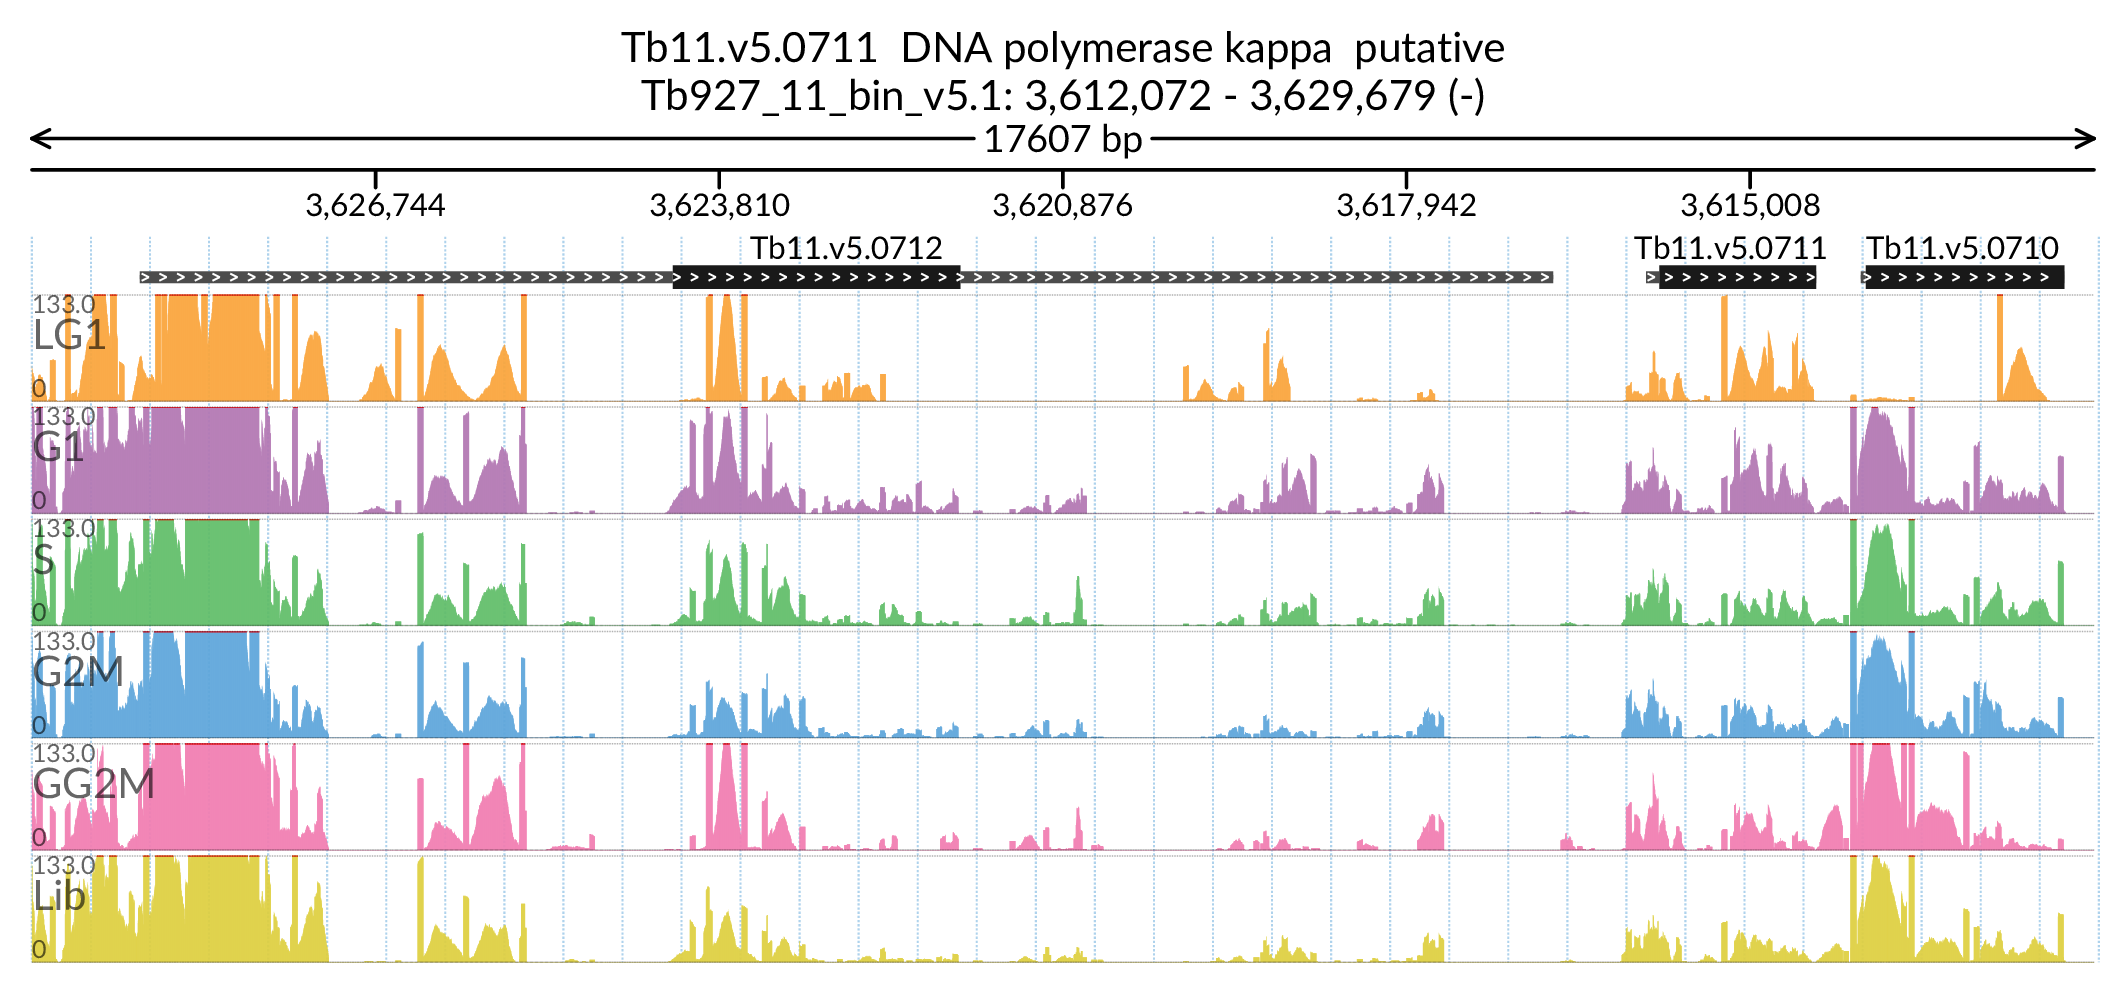 Tb11.v5.0711  DNA polymerase kappa  putative
Tb927_11_bin_v5.1: 3,612,072 - 3,629,679 (-)
17607 bp
3,626,744 3,623,810 3,620,876 3,617,942 3,615,008
Tb11.v5.0712 Tb11.v5.0711 Tb11.v5.0710
133.0
LG1
0
133.0
G1
0
133.0
S
0
133.0
G2M
0
133.0
GG2M
0
133.0
Lib
0